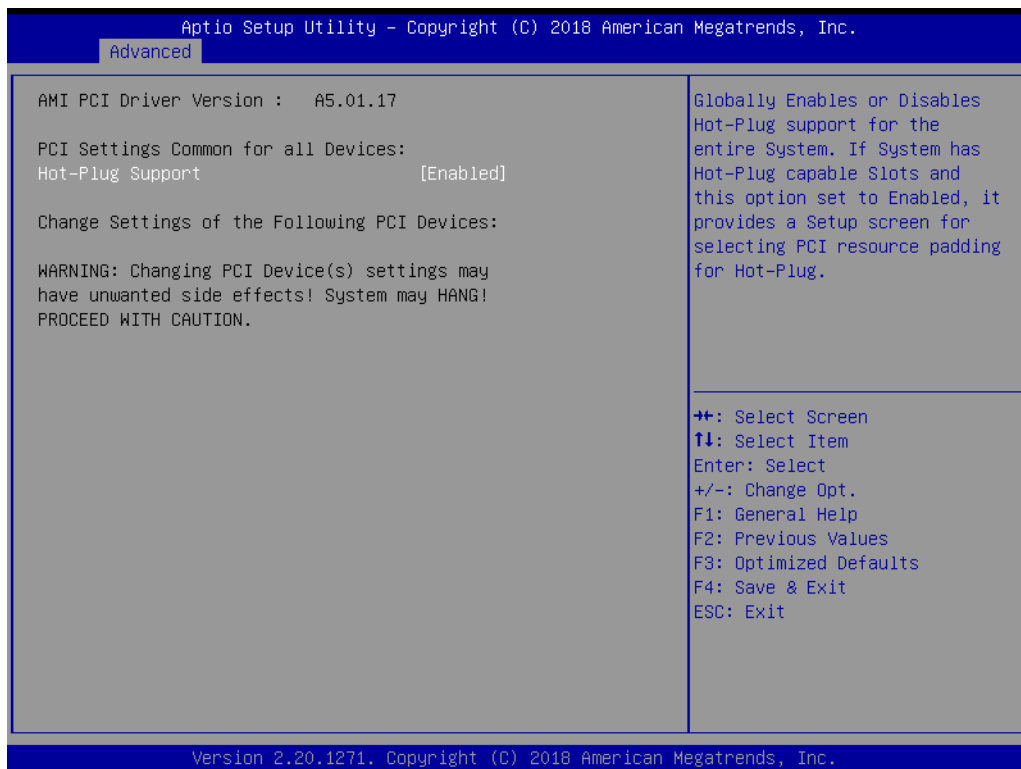 Aptio Setup Utility – Copyright (C) 2018 American Megatrends, Inc.
Advanced
AMI PCI Driver Version :   A5.01.17
PCI Settings Common for all Devices:
Hot-Plug Support   [Enabled]
Change Settings of the Following PCI Devices:
WARNING: Changing PCI Device(s) settings may
have unwanted side effects! System may HANG!
PROCEED WITH CAUTION.
Globally Enables or Disables
Hot-Plug support for the
entire System. If System has
Hot-Plug capable Slots and
this option set to Enabled, it
provides a Setup screen for
selecting PCI resource padding
for Hot-Plug.
→←: Select Screen
↑↓: Select Item
Enter: Select
+/-: Change Opt.
F1: General Help
F2: Previous Values
F3: Optimized Defaults
F4: Save & Exit
ESC: Exit
Version 2.20.1271. Copyright (C) 2018 American Megatrends, Inc.